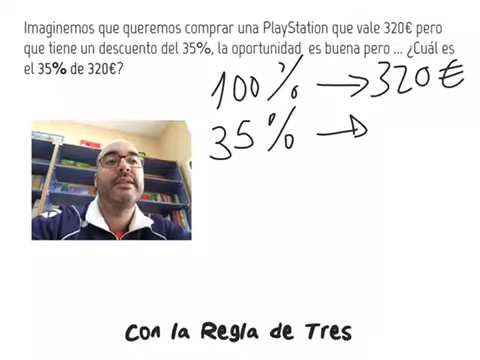 Imaginemos que queremos comprar una PlayStation que vale 320€ pero
que tiene un descuento del 35%, la oportunidad es buena pero ... ¿Cuál es
el 35% de 320€?
100% → 320€
35% →
Con la Regla de Tres